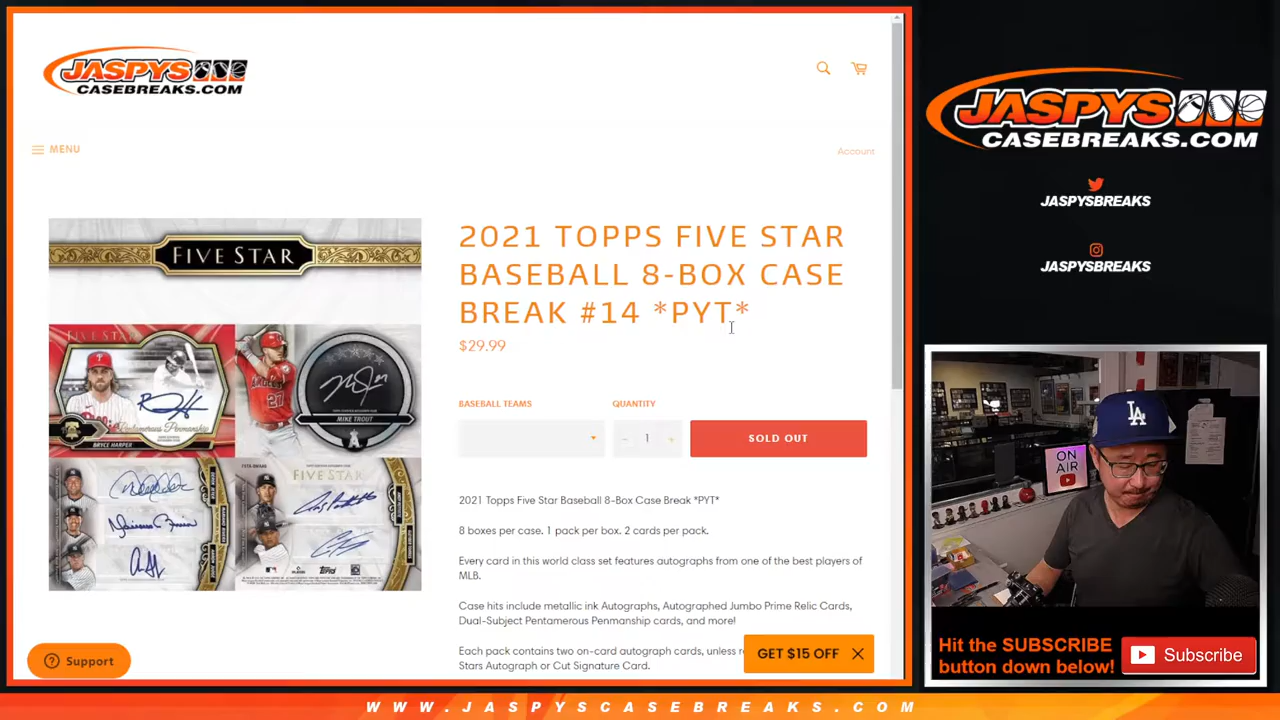 JASPYS
CASEBREAKS.COM
MENU
Account
FIVE STAR
FIVE STAR
BRYCE HARPER
27
MIKE TROUT
FIVE STAR
topps
2021 TOPPS FIVE STAR
BASEBALL 8-BOX CASE
BREAK #14 *PYT*
$29.99
BASEBALL TEAMS
QUANTITY
− 1 +
SOLD OUT
2021 Topps Five Star Baseball 8-Box Case Break *PYT*
8 boxes per case. 1 pack per box. 2 cards per pack.
Every card in this world class set features autographs from one of the best players of
MLB.
Case hits include metallic ink Autographs, Autographed Jumbo Prime Relic Cards,
Dual-Subject Pentamerous Penmanship cards, and more!
Each pack contains two on-card autograph cards, unless
Stars Autograph or Cut Signature Card.
Support
GET $15 OFF
JASPYS
CASEBREAKS.COM
JASPYSBREAKS
JASPYSBREAKS
LA
ON
AIR
Hit the SUBSCRIBE
button down below!
Subscribe
WWW.JASPYSCASEBREAKS.COM